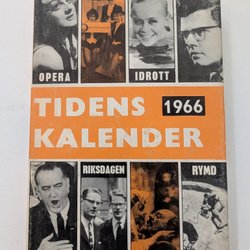 OPERA IDROTT
TIDENS 1966
KALENDER
RIKSDAGEN RYMD